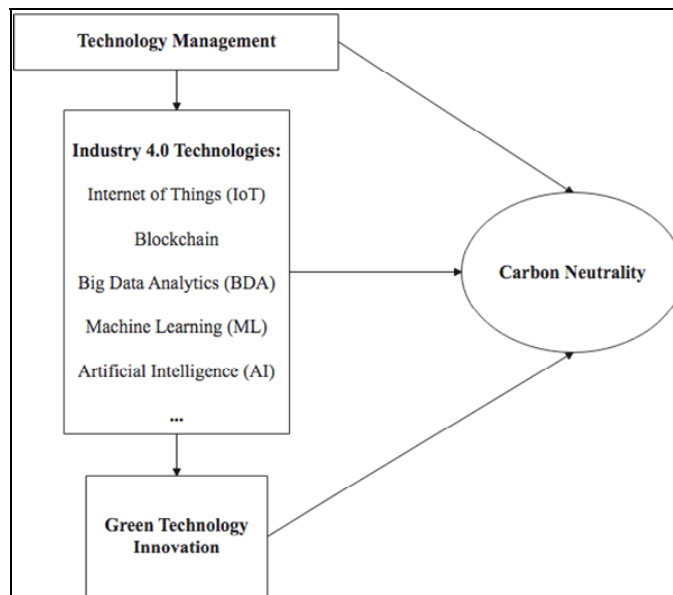 Technology Management
Industry 4.0 Technologies:
Internet of Things (IoT)
Blockchain
Big Data Analytics (BDA)
Machine Learning (ML)
Artificial Intelligence (AI)
...
Carbon Neutrality
Green Technology
Innovation